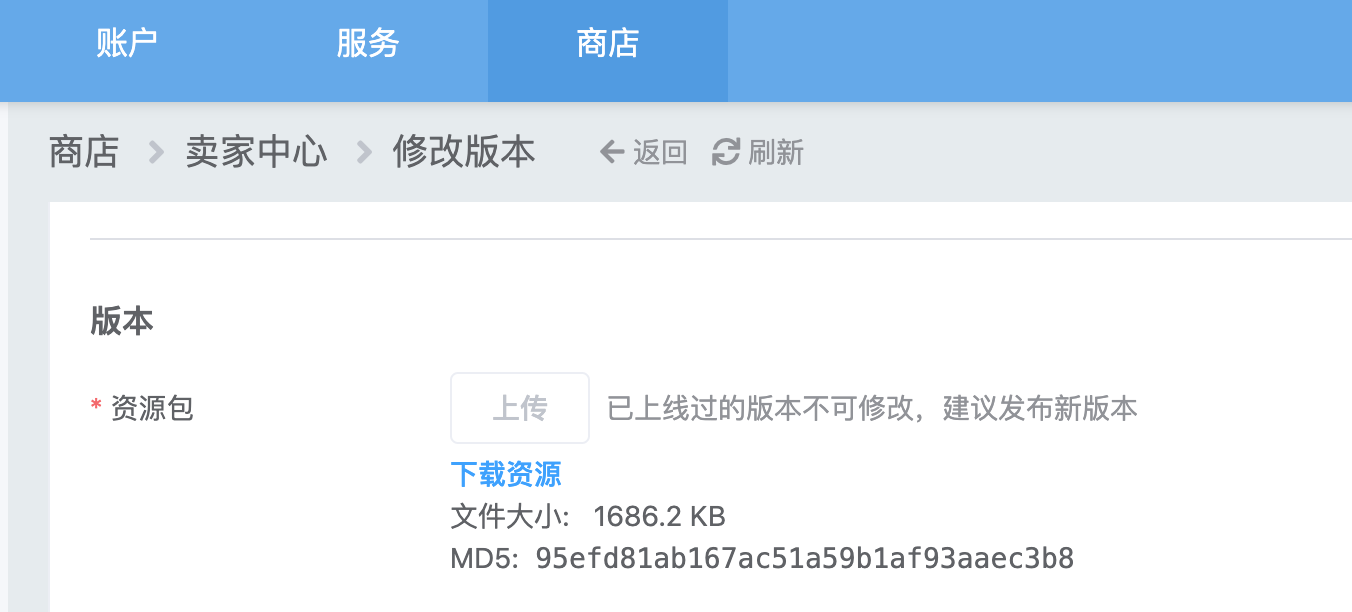 账户 服务 商店
商店 > 卖家中心 > 修改版本 ← 返回 刷新
版本
* 资源包 上传 已上线过的版本不可修改，建议发布新版本
下载资源
文件大小: 1686.2 KB
MD5: 95efd81ab167ac51a59b1af93aaec3b8